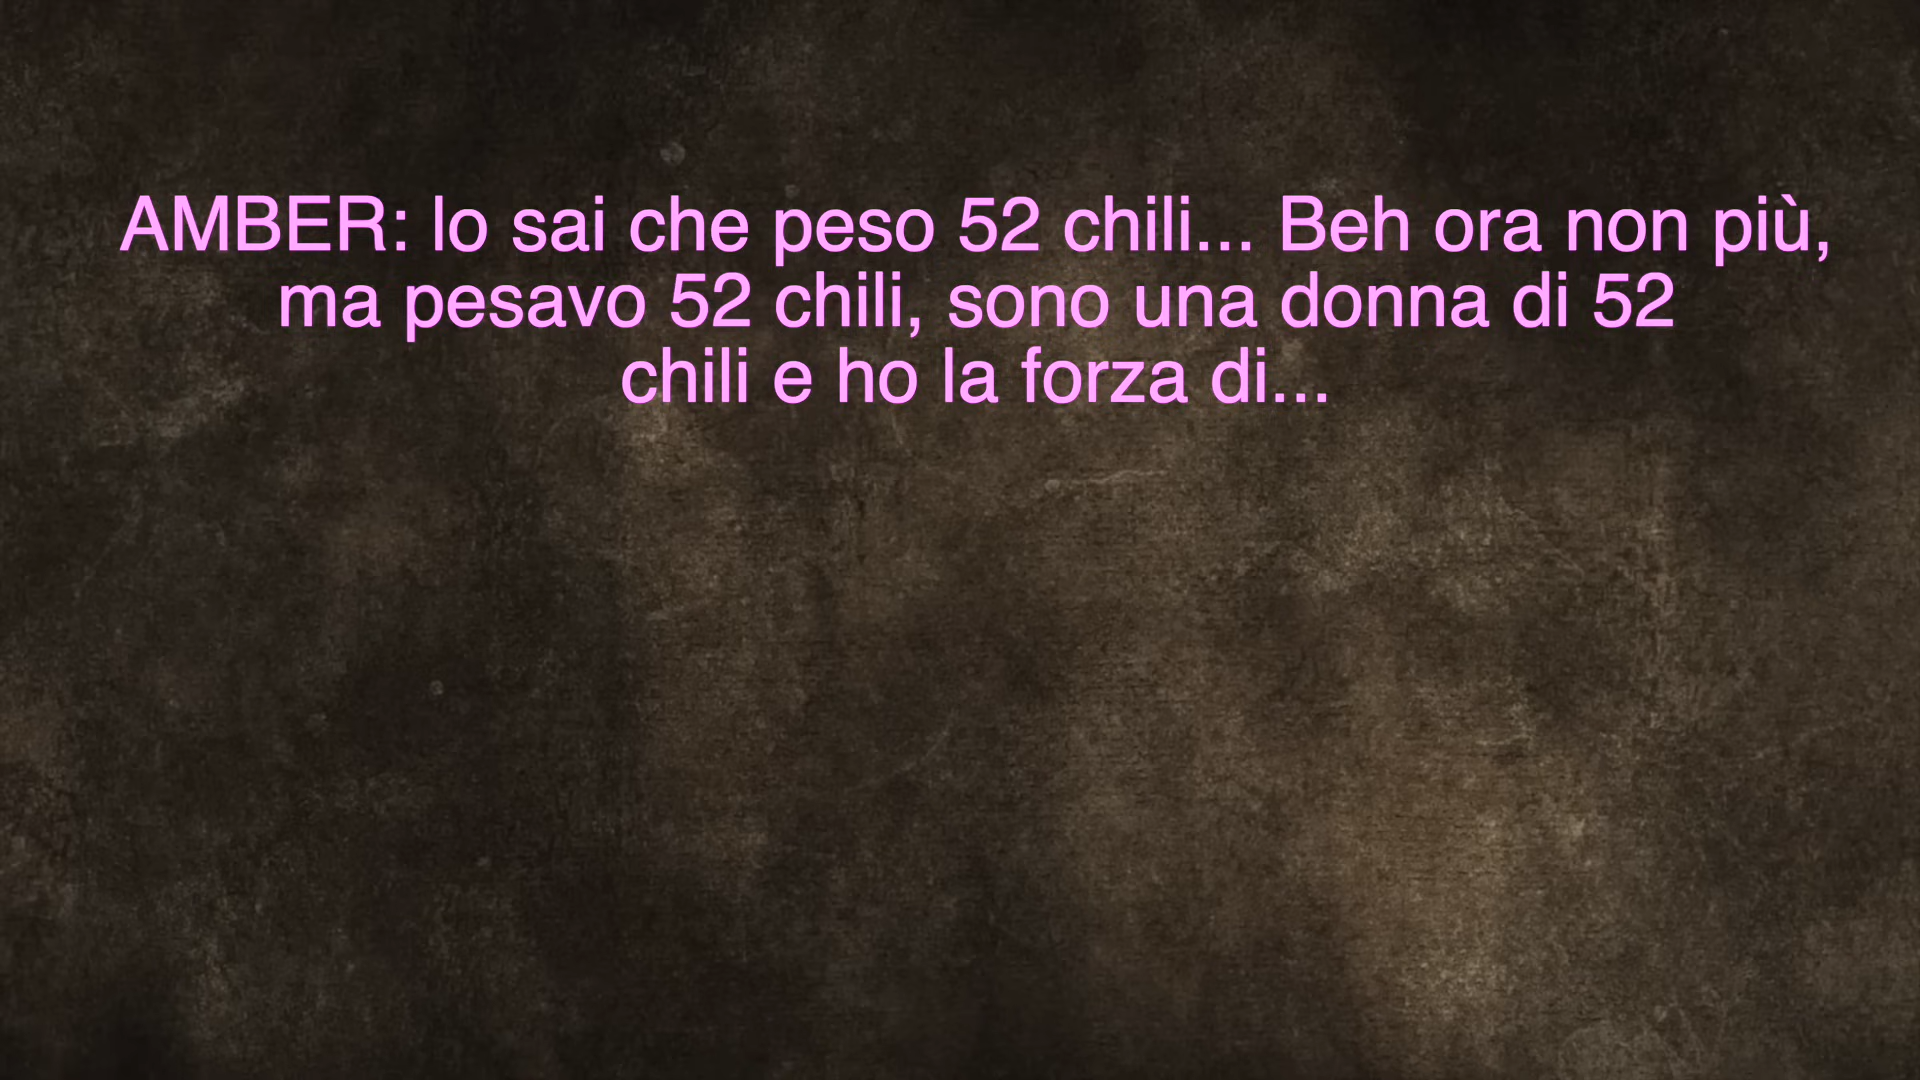 AMBER: lo sai che peso 52 chili... Beh ora non più,
ma pesavo 52 chili, sono una donna di 52
chili e ho la forza di...